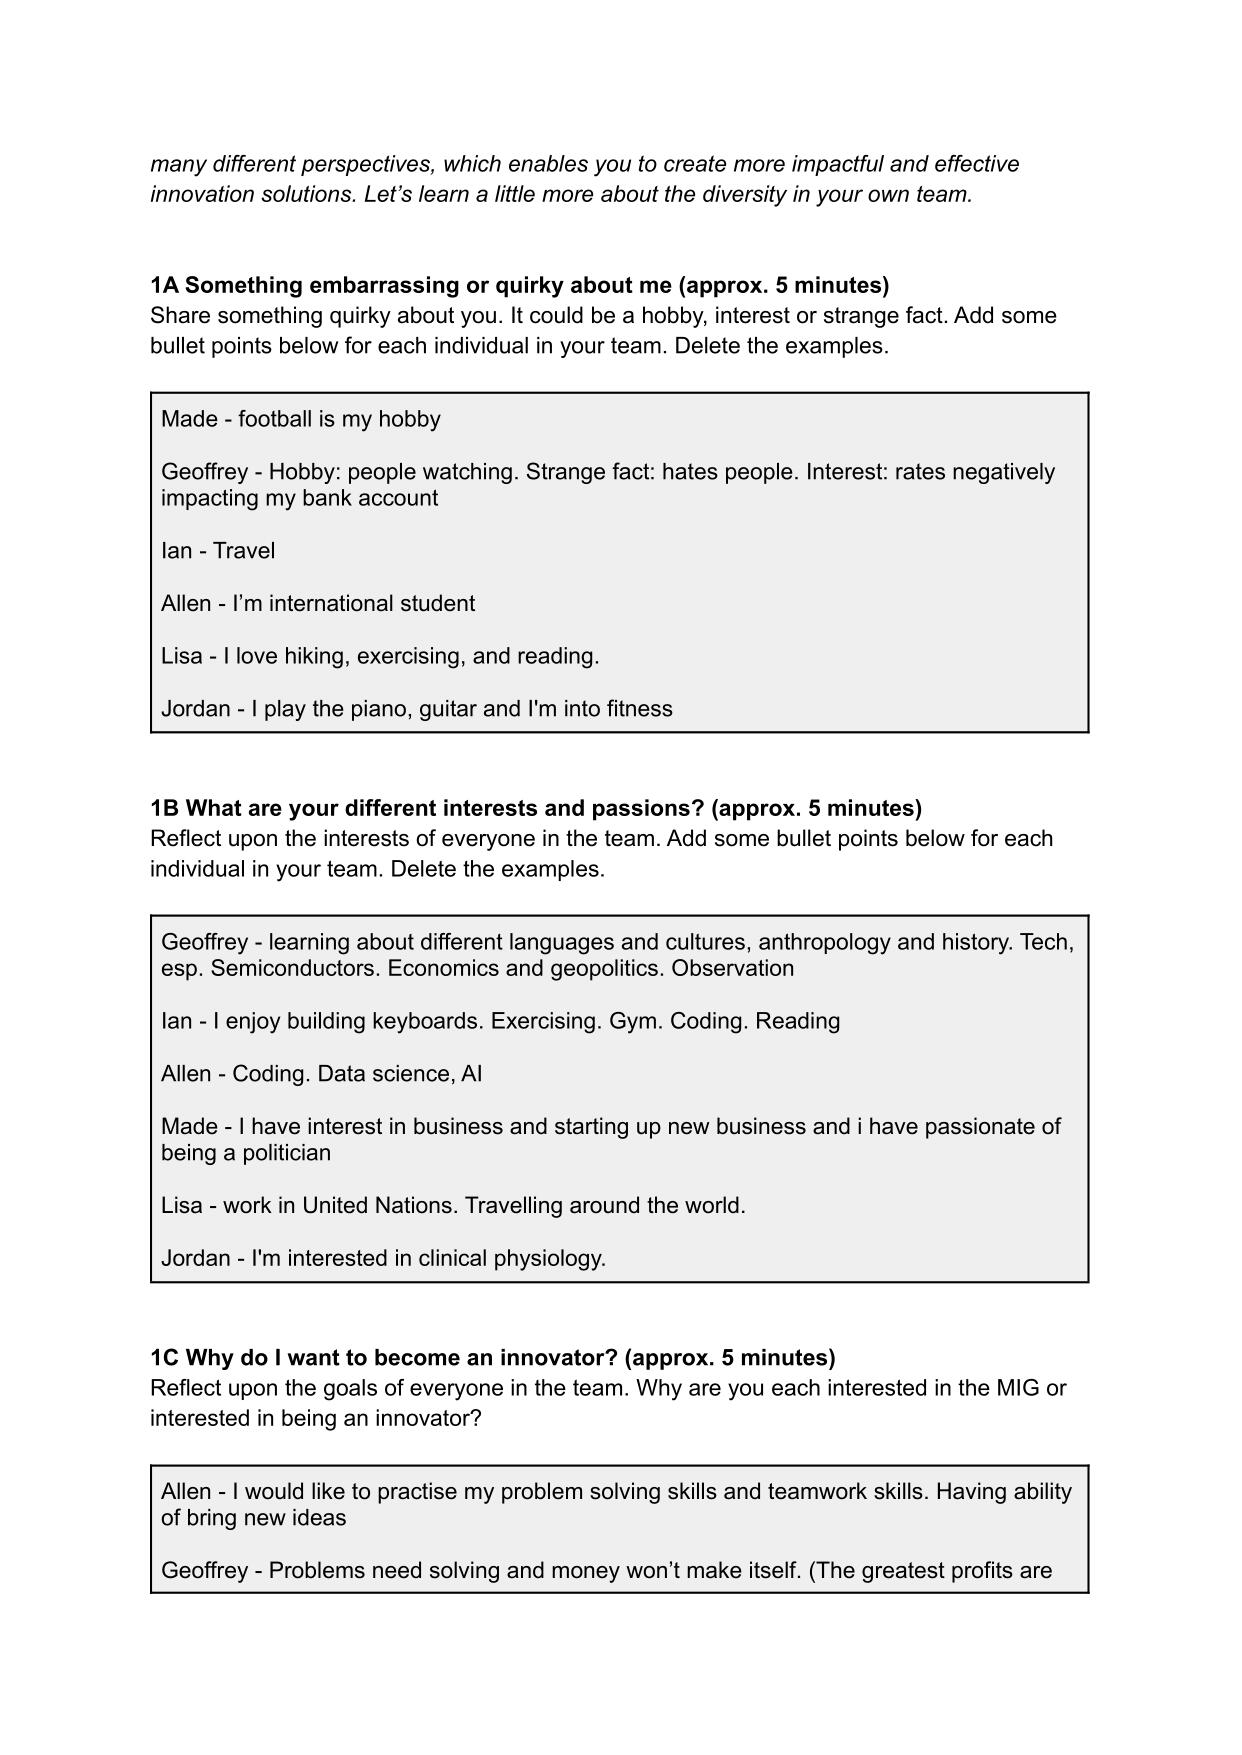 many different perspectives, which enables you to create more impactful and effective
innovation solutions. Let’s learn a little more about the diversity in your own team.
1A Something embarrassing or quirky about me (approx. 5 minutes)
Share something quirky about you. It could be a hobby, interest or strange fact. Add some
bullet points below for each individual in your team. Delete the examples.
Made - football is my hobby
Geoffrey - Hobby: people watching. Strange fact: hates people. Interest: rates negatively
impacting my bank account
Ian - Travel
Allen - I’m international student
Lisa - I love hiking, exercising, and reading.
Jordan - I play the piano, guitar and I'm into fitness
1B What are your different interests and passions? (approx. 5 minutes)
Reflect upon the interests of everyone in the team. Add some bullet points below for each
individual in your team. Delete the examples.
Geoffrey - learning about different languages and cultures, anthropology and history. Tech,
esp. Semiconductors. Economics and geopolitics. Observation
Ian - I enjoy building keyboards. Exercising. Gym. Coding. Reading
Allen - Coding. Data science, AI
Made - I have interest in business and starting up new business and i have passionate of
being a politician
Lisa - work in United Nations. Travelling around the world.
Jordan - I'm interested in clinical physiology.
1C Why do I want to become an innovator? (approx. 5 minutes)
Reflect upon the goals of everyone in the team. Why are you each interested in the MIG or
interested in being an innovator?
Allen - I would like to practise my problem solving skills and teamwork skills. Having ability
of bring new ideas
Geoffrey - Problems need solving and money won’t make itself. (The greatest profits are